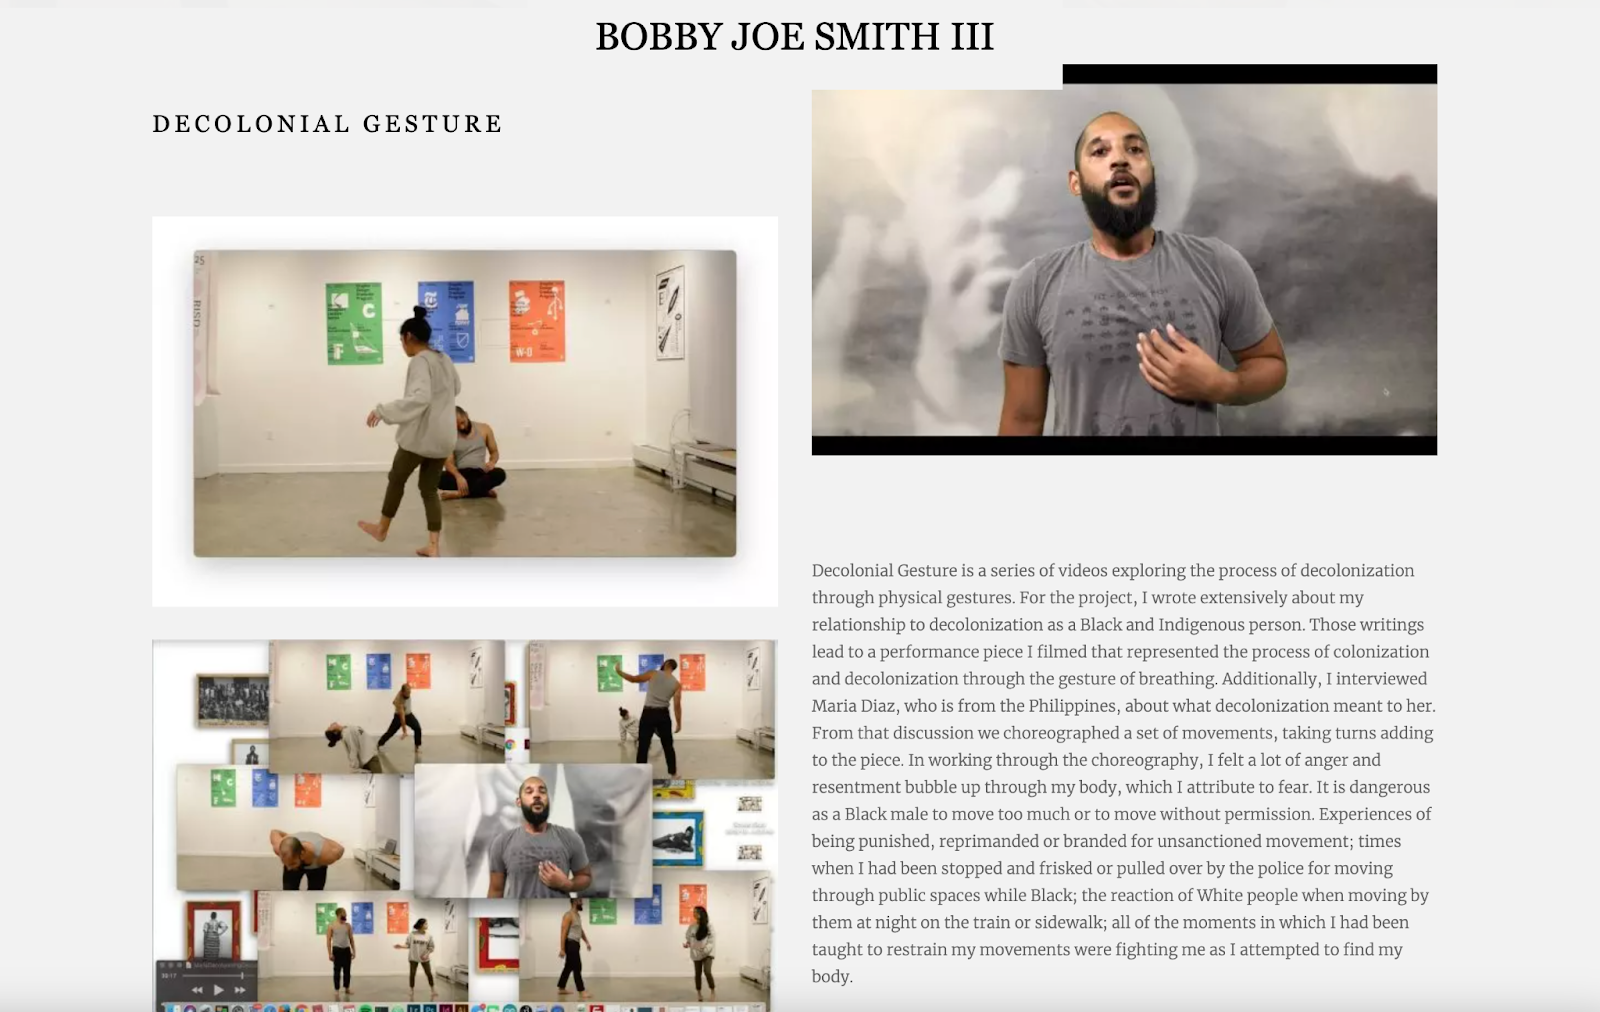 BOBBY JOE SMITH III
DECOLONIAL GESTURE
25
RISD
C
W-O
Decolonial Gesture is a series of videos exploring the process of decolonization
through physical gestures. For the project, I wrote extensively about my
relationship to decolonization as a Black and Indigenous person. Those writings
lead to a performance piece I filmed that represented the process of colonization
and decolonization through the gesture of breathing. Additionally, I interviewed
Maria Diaz, who is from the Philippines, about what decolonization meant to her.
From that discussion we choreographed a set of movements, taking turns adding
to the piece. In working through the choreography, I felt a lot of anger and
resentment bubble up through my body, which I attribute to fear. It is dangerous
as a Black male to move too much or to move without permission. Experiences of
being punished, reprimanded or branded for unsanctioned movement; times
when I had been stopped and frisked or pulled over by the police for moving
through public spaces while Black; the reaction of White people when moving by
them at night on the train or sidewalk; all of the moments in which I had been
taught to restrain my movements were fighting me as I attempted to find my
body.